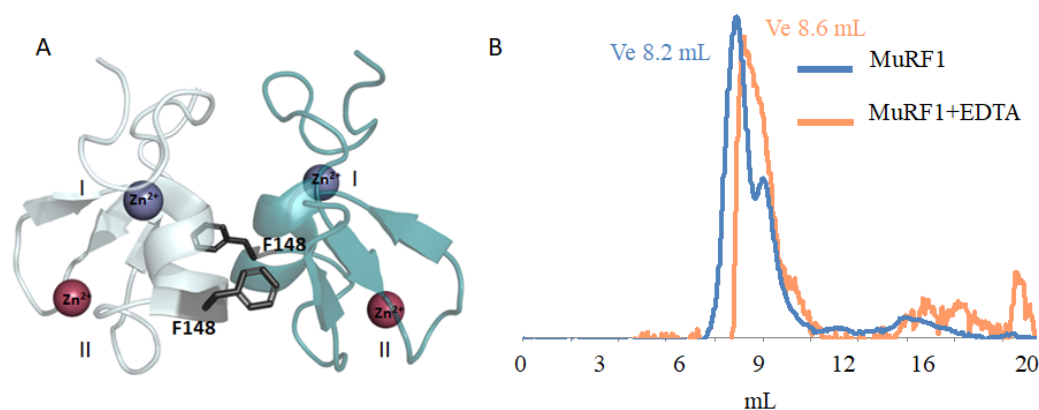 A
Zn²⁺
I
F148
Zn²⁺
F148
II
Zn²⁺
I
Zn²⁺
II
B
Ve 8.2 mL
Ve 8.6 mL
MuRF1
MuRF1+EDTA
0 3 6 9 12 16 20
mL